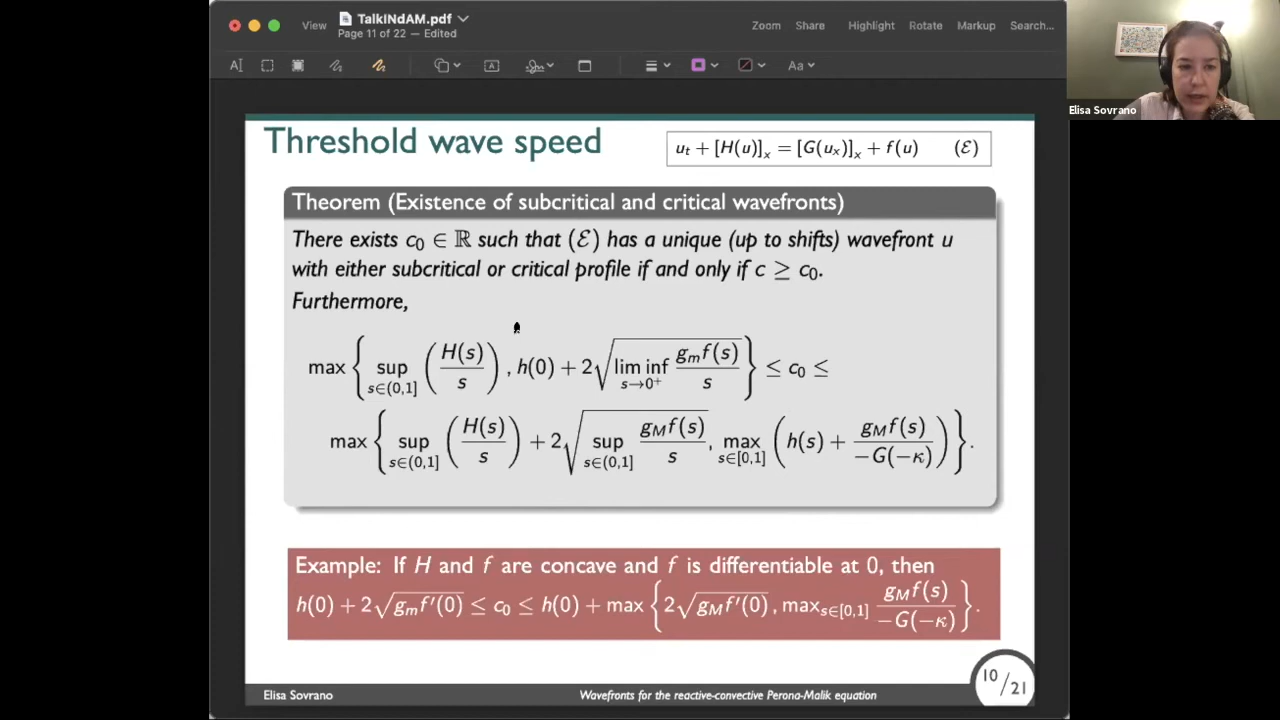 View
TalkINdAM.pdf
Page 11 of 22 — Edited
Zoom Share Highlight Rotate Markup Search...
Aa
Elisa Sovrano
Threshold wave speed
u_t + [H(u)]_x = [G(u_x)]_x + f(u) (ℰ)
Theorem (Existence of subcritical and critical wavefronts)
There exists c_0 ∈ ℝ such that (ℰ) has a unique (up to shifts) wavefront u
with either subcritical or critical profile if and only if c ≥ c_0.
Furthermore,
max { sup_{s∈(0,1]} ( H(s)/s ) , h(0) + 2√( lim inf_{s→0⁺} g_m f(s)/s ) } ≤ c_0 ≤
max { sup_{s∈(0,1]} ( H(s)/s ) + 2√( sup_{s∈(0,1]} g_M f(s)/s ), max_{s∈[0,1]} ( h(s) + g_M f(s)/−G(−κ) ) }.
Example: If H and f are concave and f is differentiable at 0, then
h(0) + 2√(g_m f′(0)) ≤ c_0 ≤ h(0) + max { 2√(g_M f′(0)), max_{s∈[0,1]} g_M f(s)/−G(−κ) }.
10/21
Elisa Sovrano
Wavefronts for the reactive-convective Perona-Malik equation